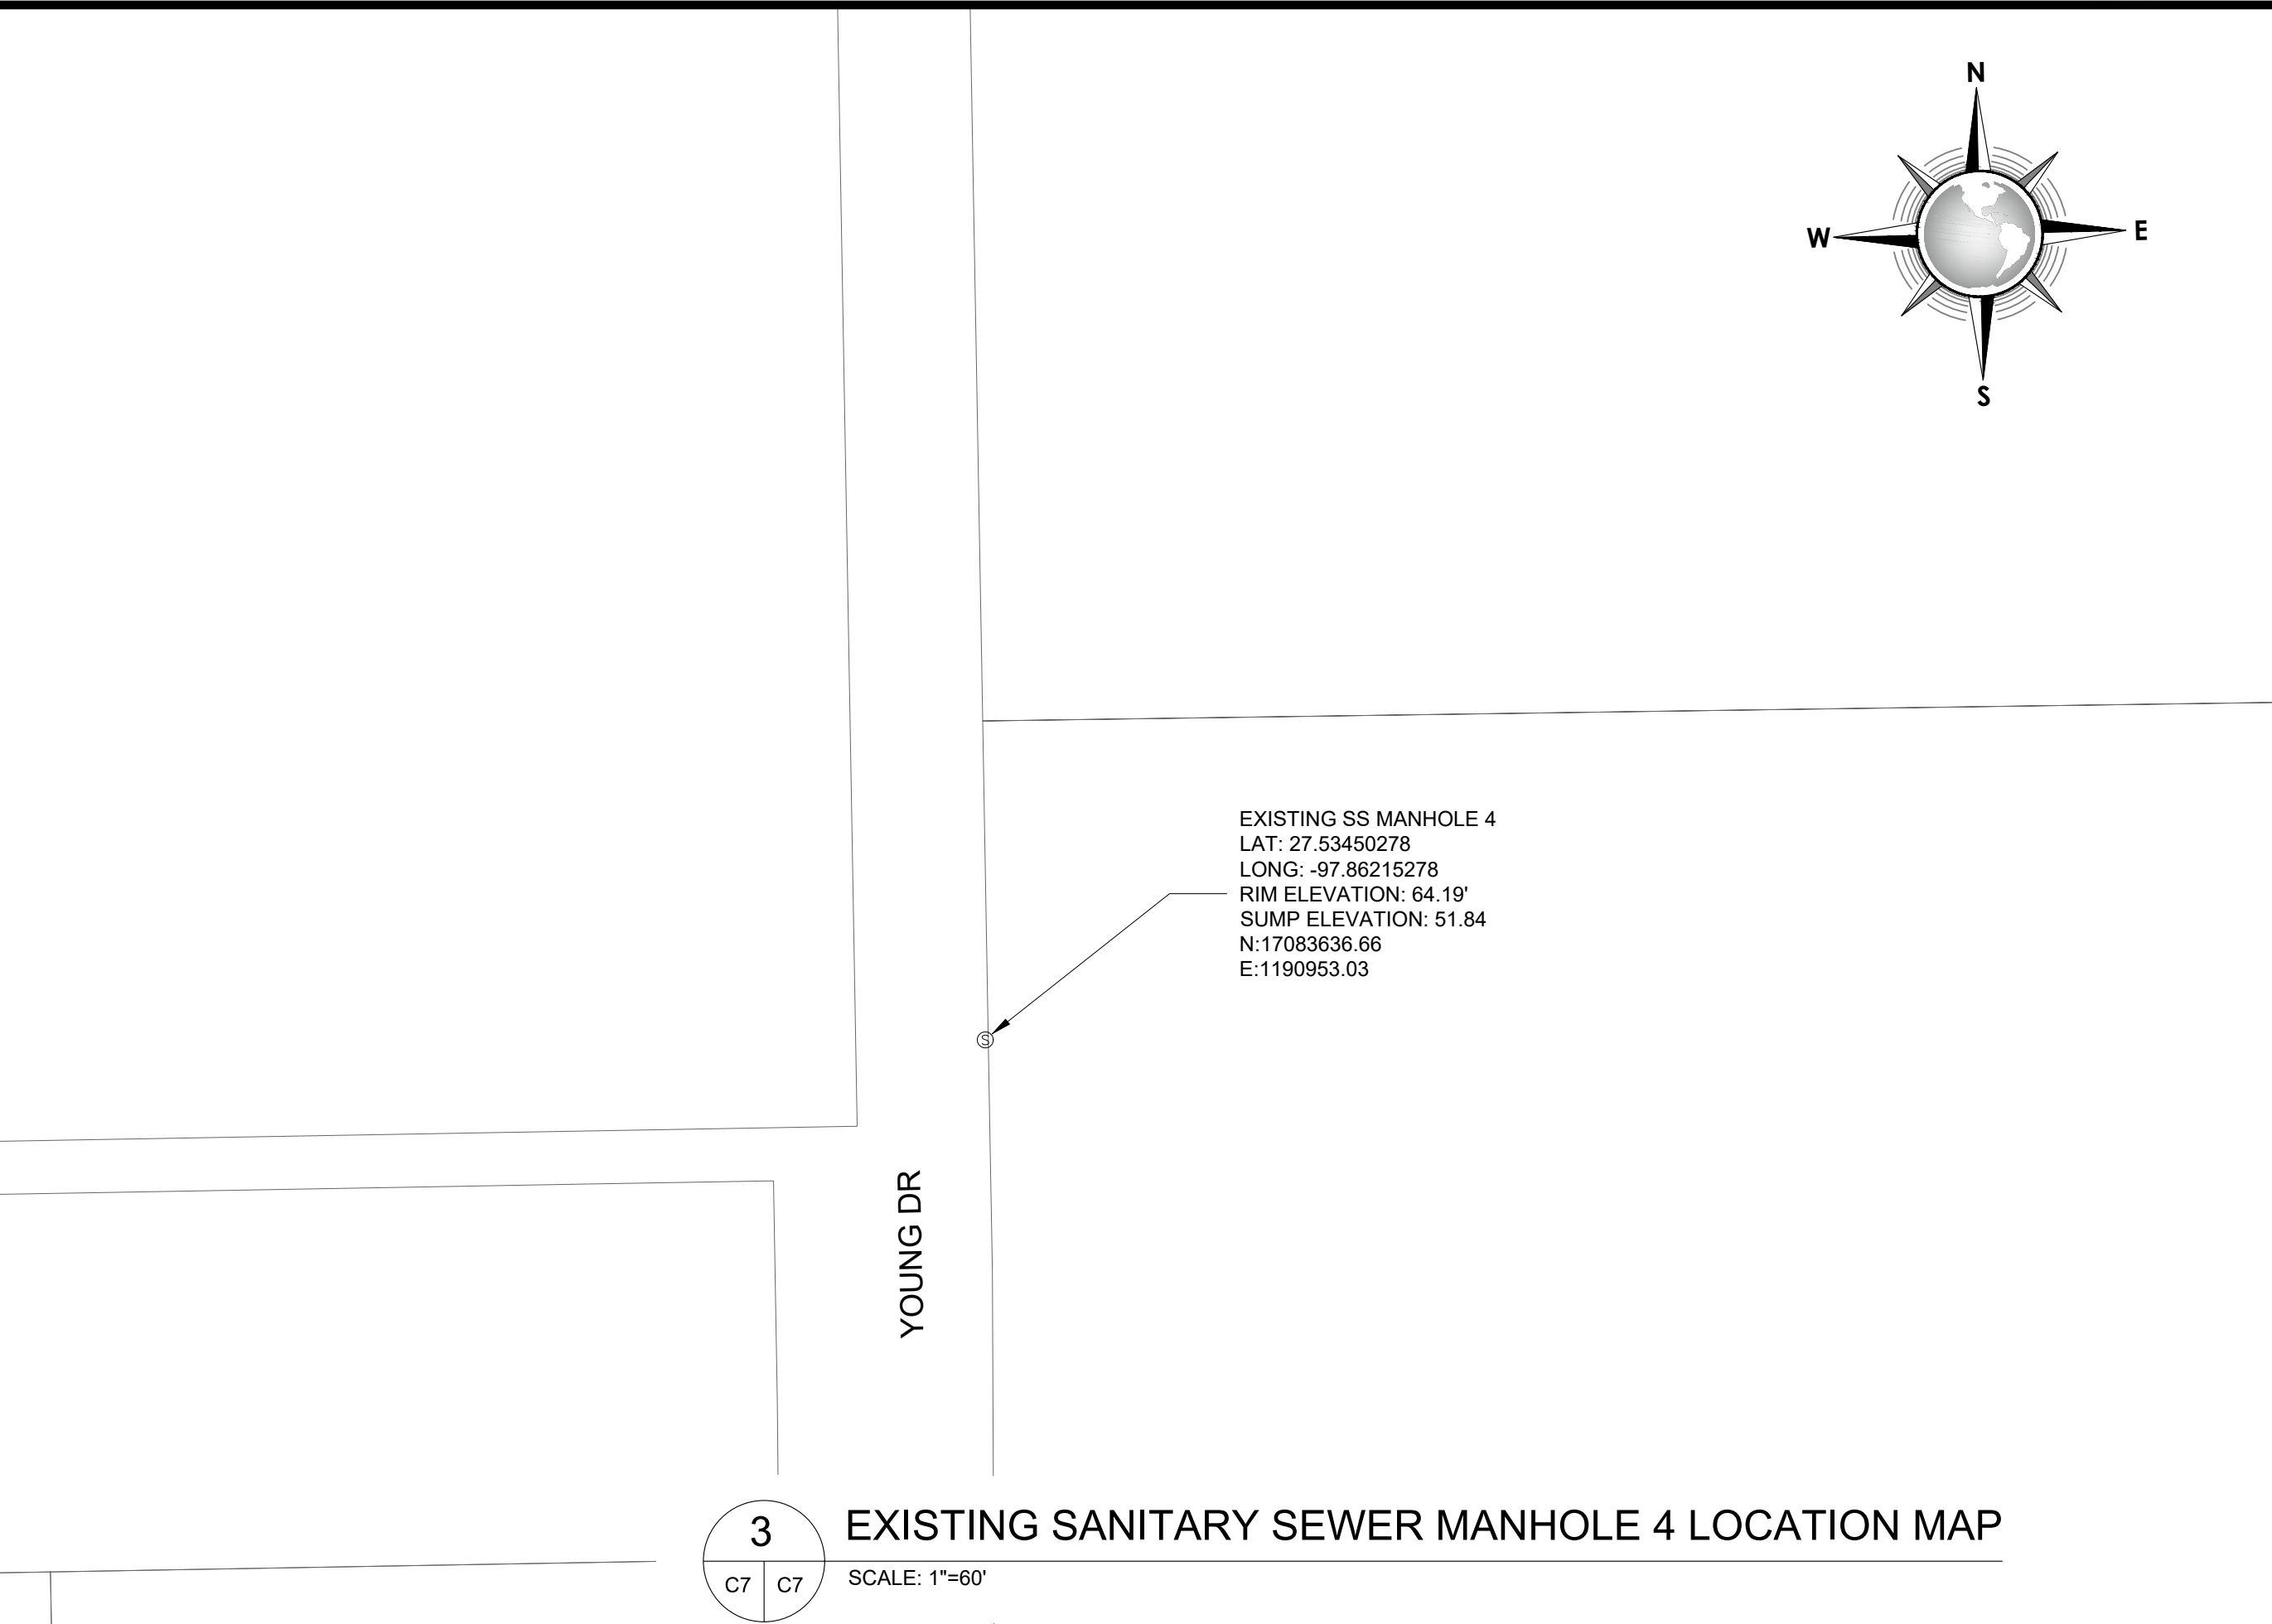 N
W
E
S
EXISTING SS MANHOLE 4
LAT: 27.53450278
LONG: -97.86215278
RIM ELEVATION: 64.19'
SUMP ELEVATION: 51.84
N:17083636.66
E:1190953.03
S
YOUNG DR
3
EXISTING SANITARY SEWER MANHOLE 4 LOCATION MAP
C7 C7
SCALE: 1"=60'